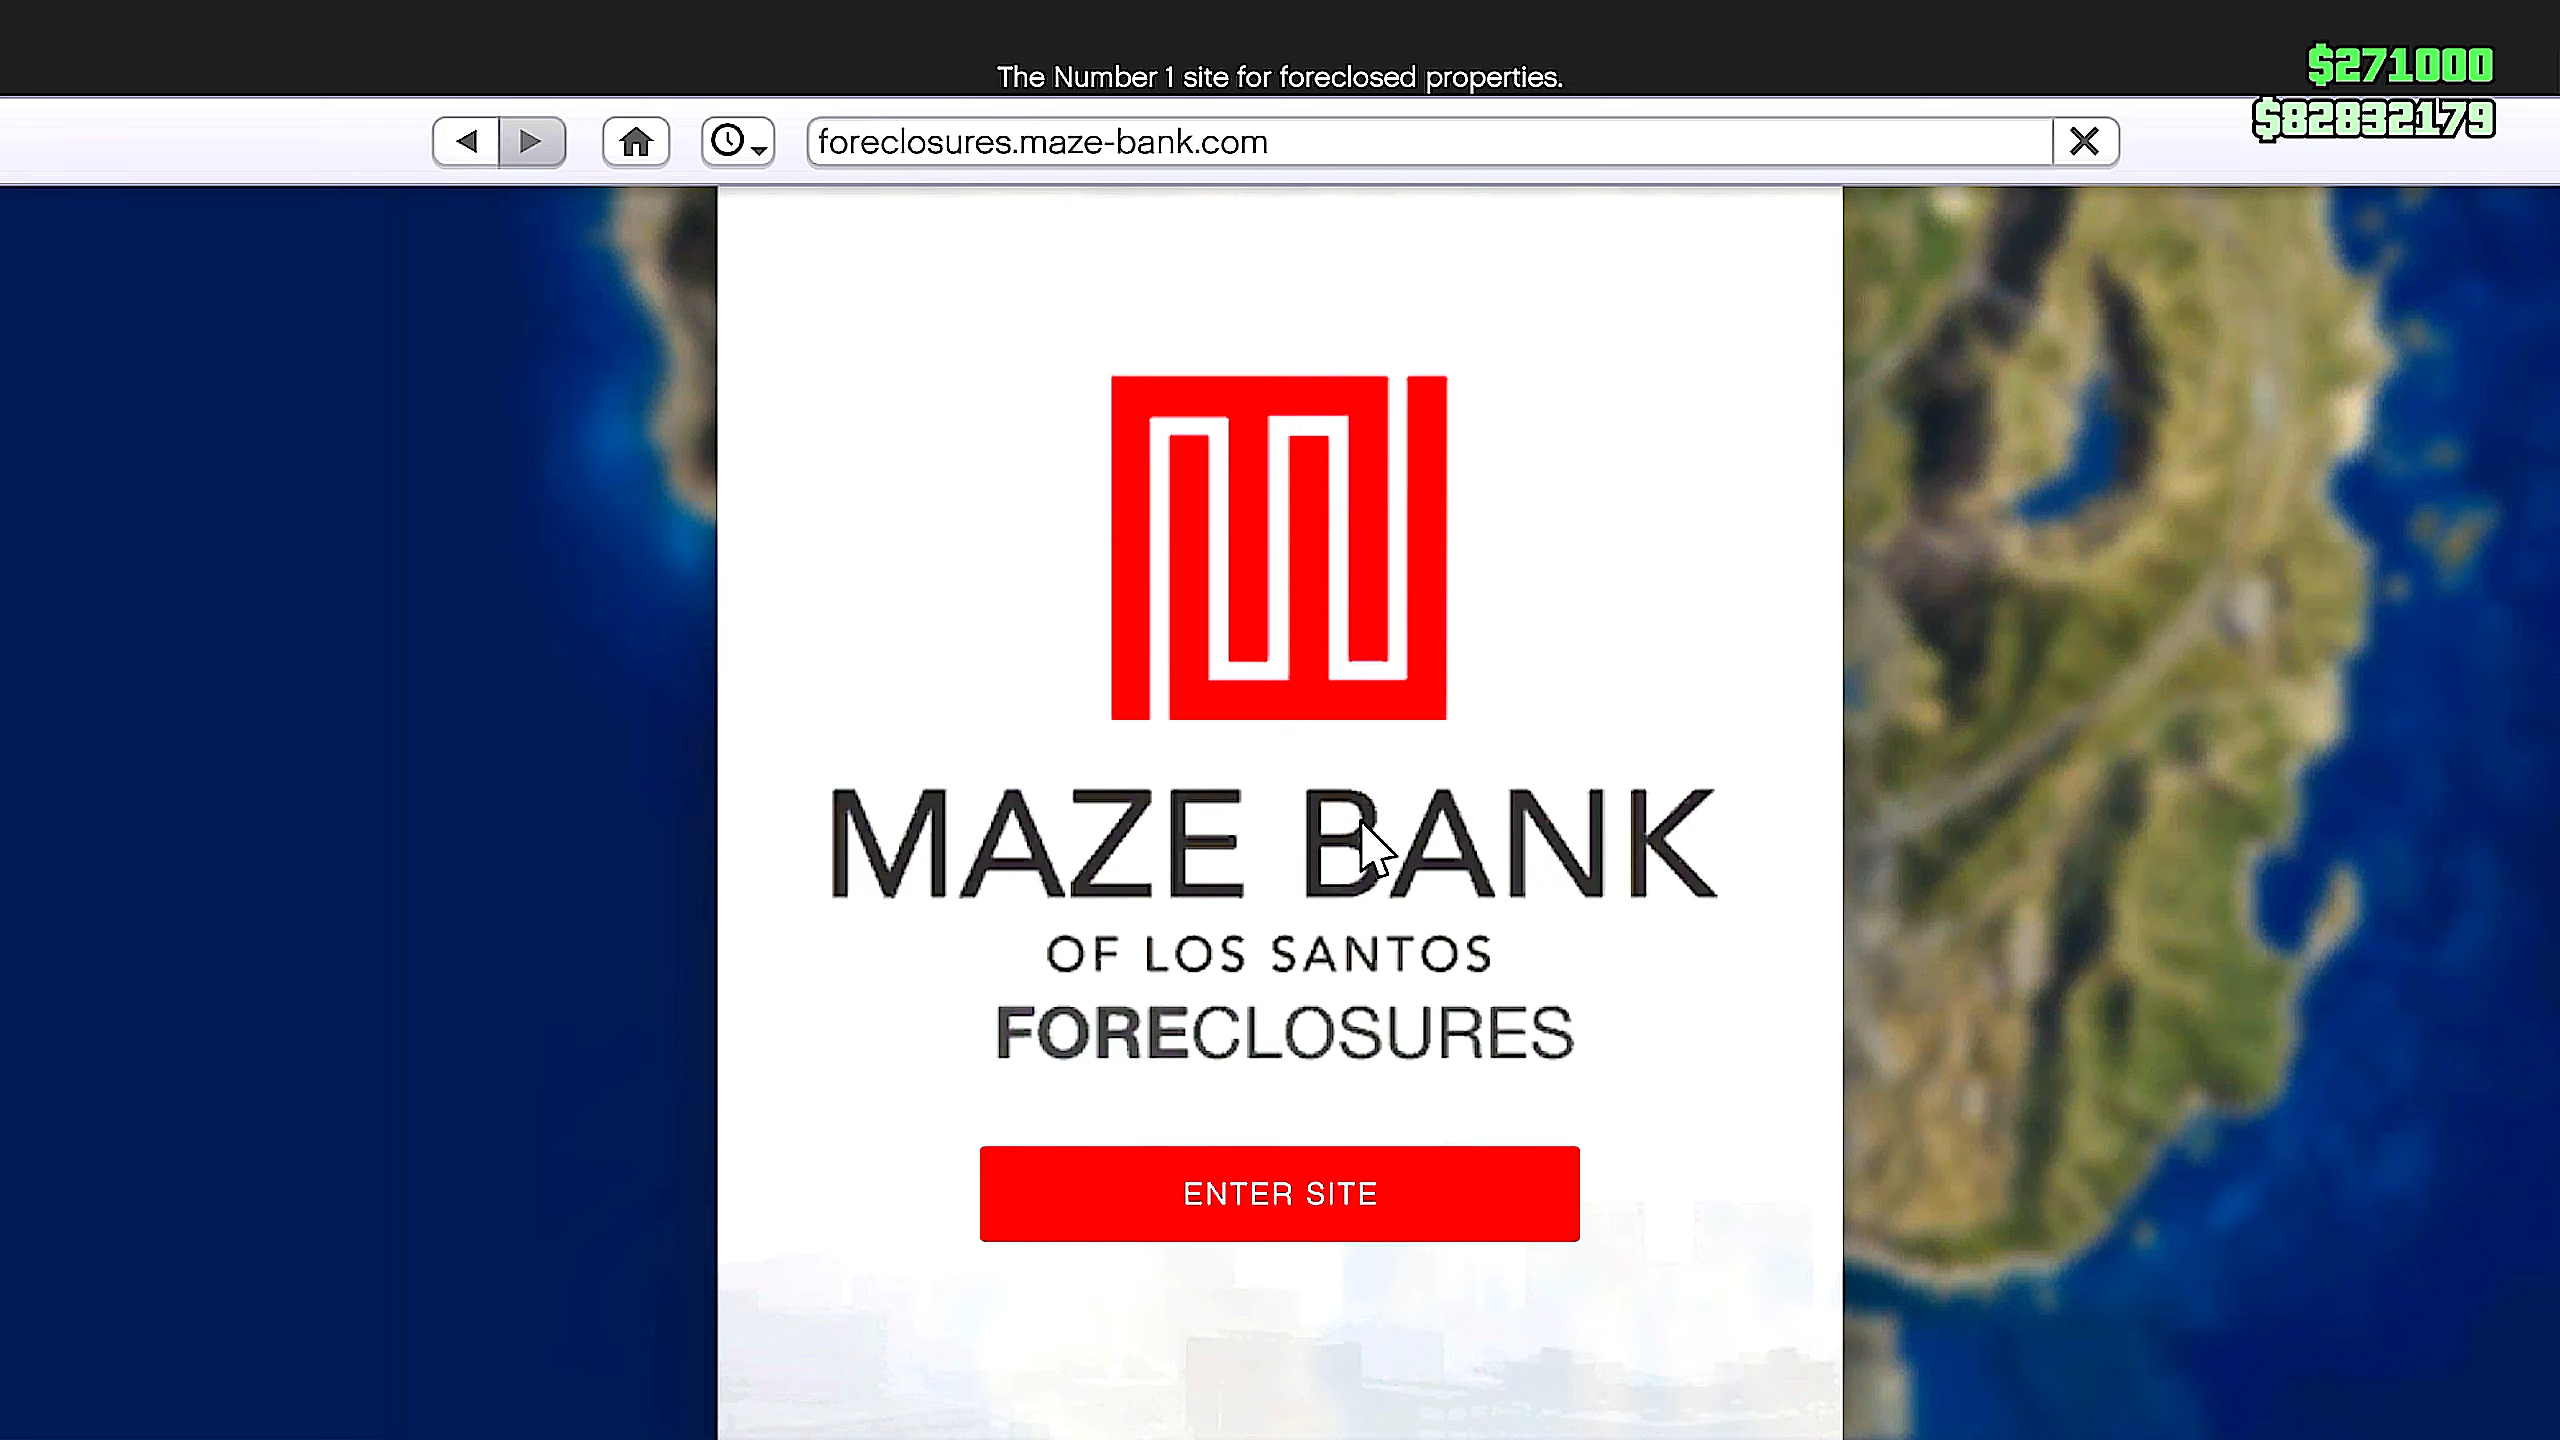 The Number 1 site for foreclosed properties.
$271000
$82832179
foreclosures.maze-bank.com
MAZE BANK
OF LOS SANTOS
FORECLOSURES
ENTER SITE